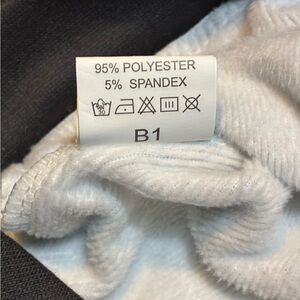 95% POLYESTER
5% SPANDEX
B1